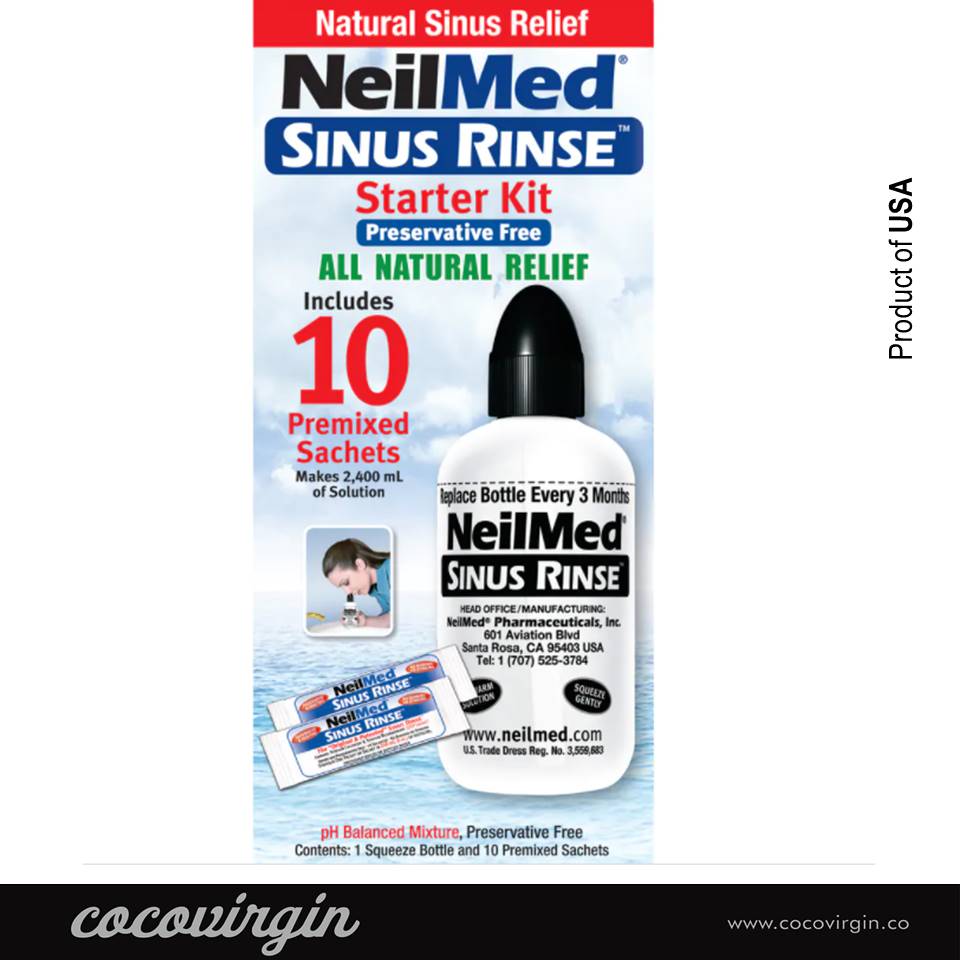 Natural Sinus Relief
NeilMed®
SINUS RINSE™
Starter Kit
Preservative Free
ALL NATURAL RELIEF
Includes
10
Premixed
Sachets
Makes 2,400 mL
of Solution
Replace Bottle Every 3 Months
NeilMed®
SINUS RINSE™
HEAD OFFICE/MANUFACTURING:
NeilMed® Pharmaceuticals, Inc.
601 Aviation Blvd
Santa Rosa, CA 95403 USA
Tel: 1 (707) 525-3784
SOLUTION
SQUEEZE
GENTLY
www.neilmed.com
U.S. Trade Dress Reg. No. 3,559,683
NeilMed
SINUS RINSE
NeilMed
SINUS RINSE
pH Balanced Mixture, Preservative Free
Contents: 1 Squeeze Bottle and 10 Premixed Sachets
Product of USA
cocovirgin
www.cocovirgin.co